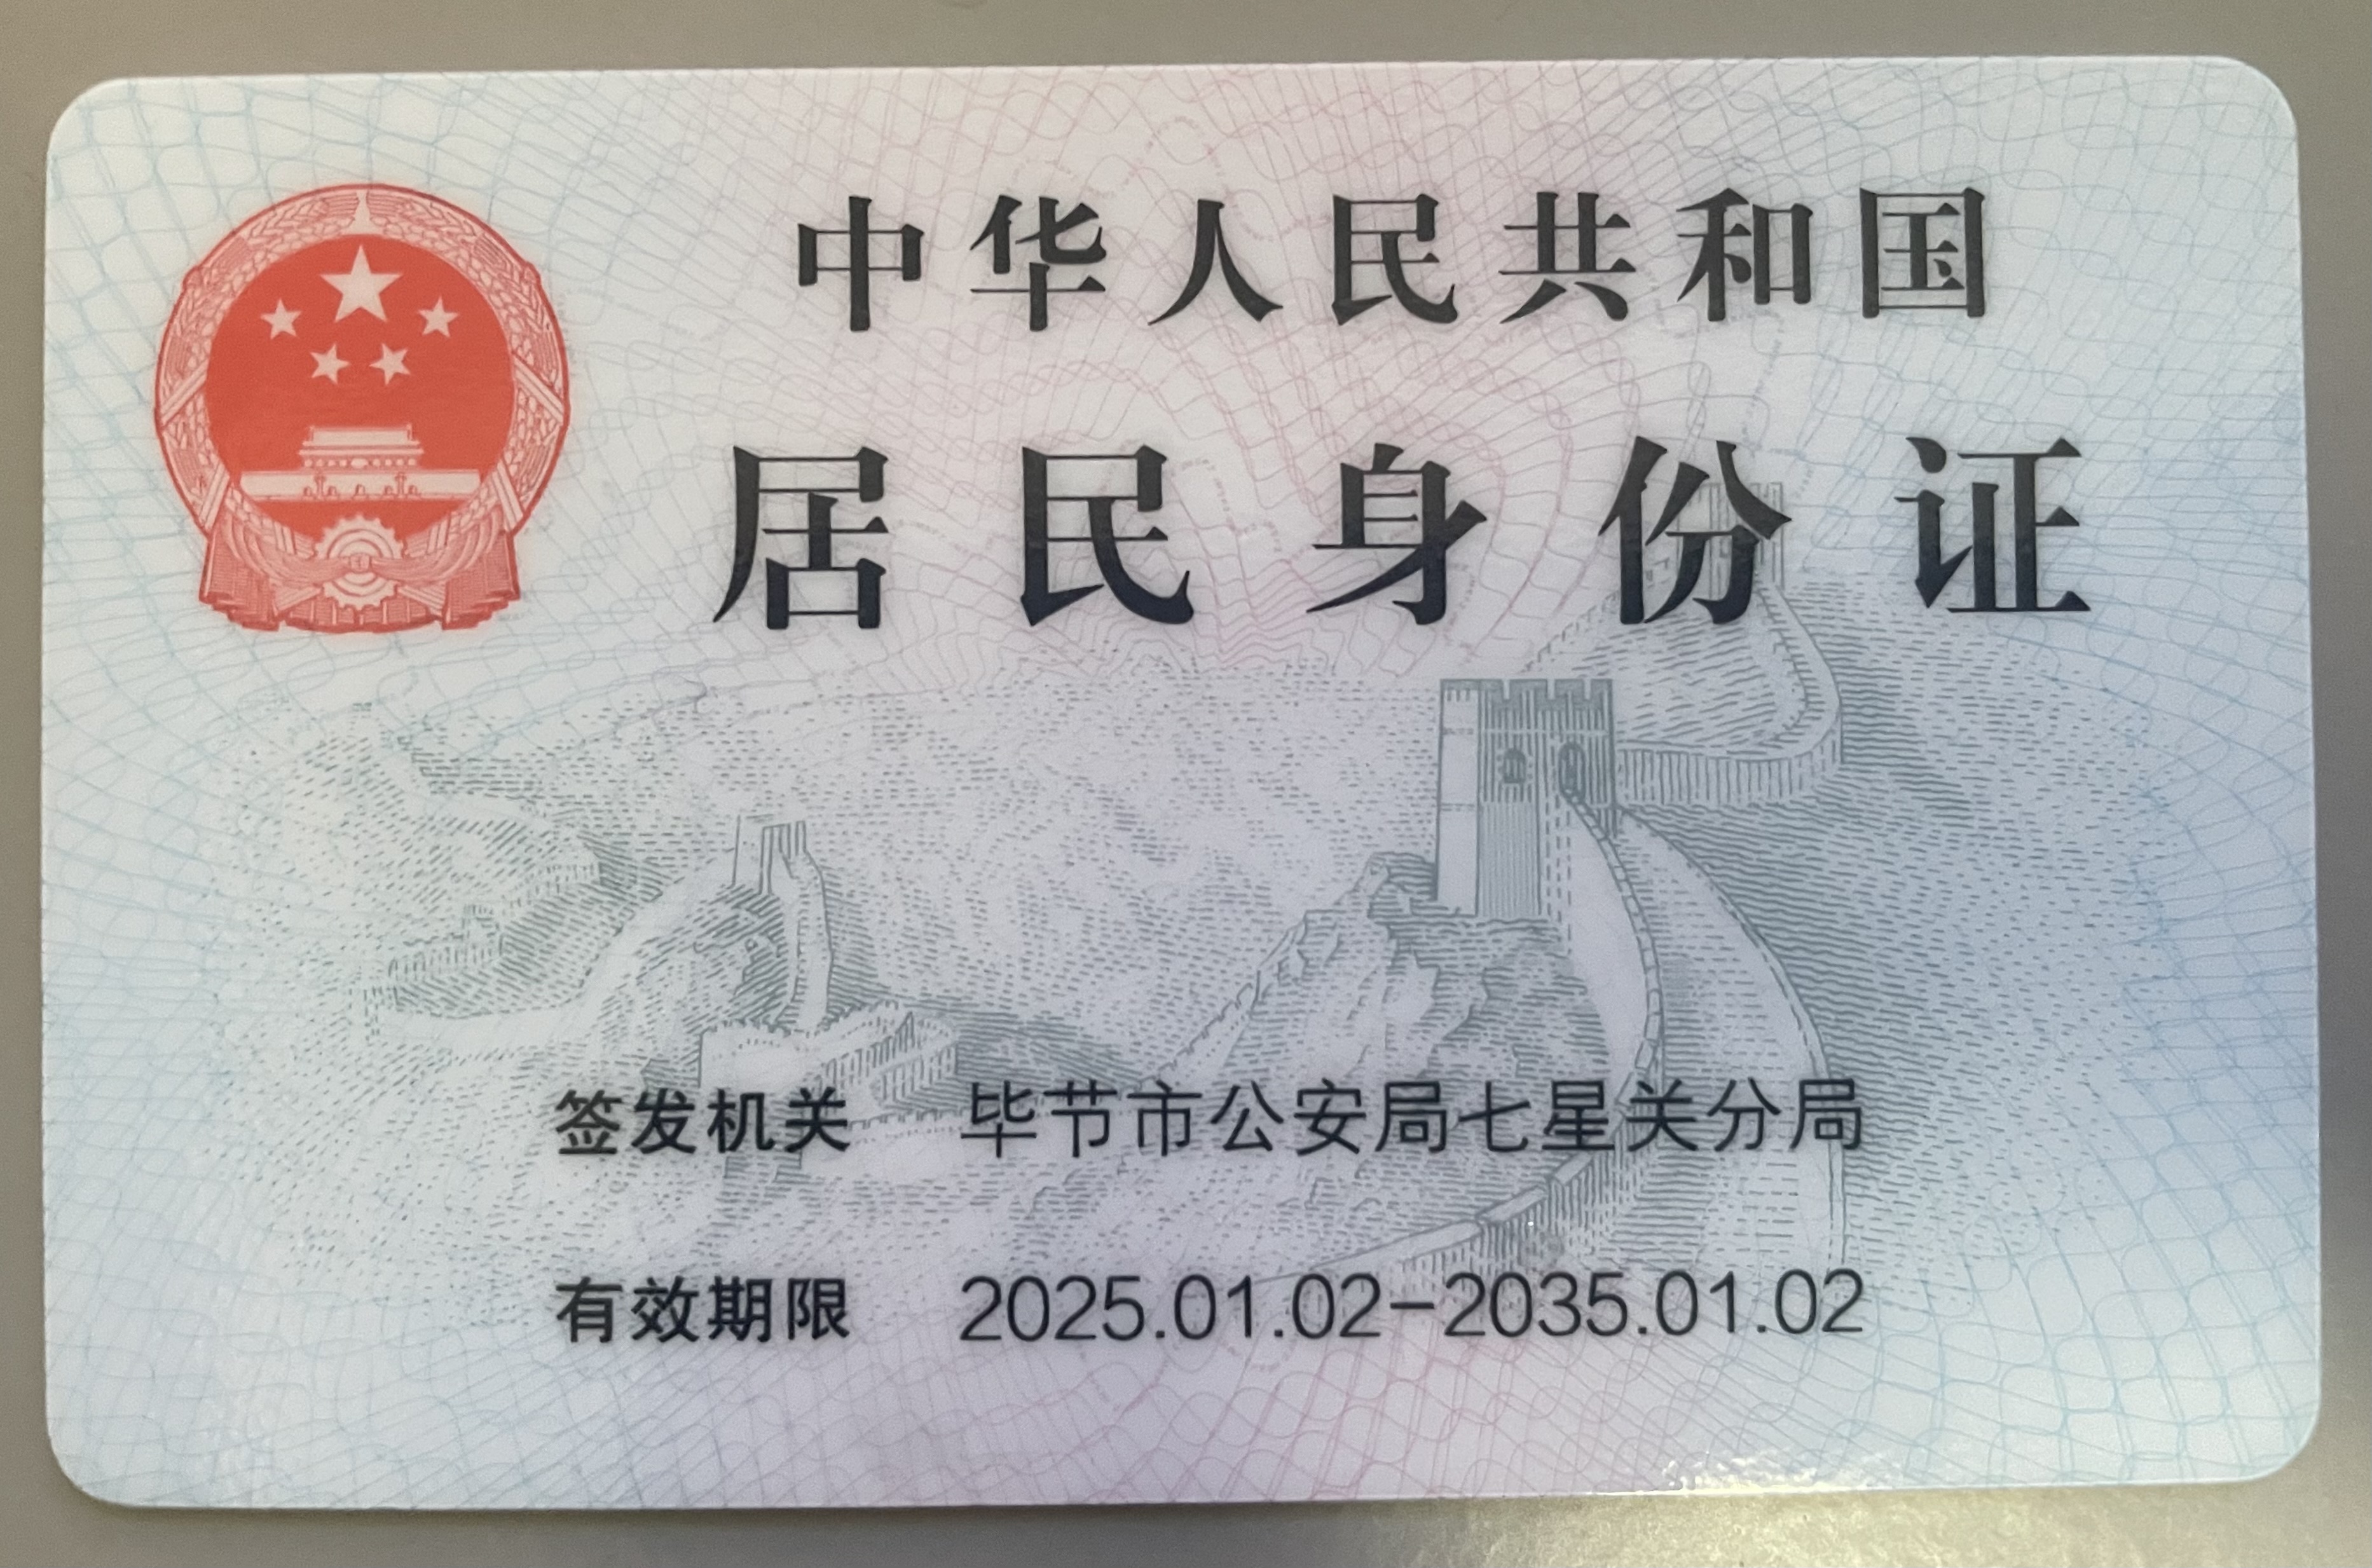 中华人民共和国
居民身份证
签发机关 毕节市公安局七星关分局
有效期限 2025.01.02-2035.01.02